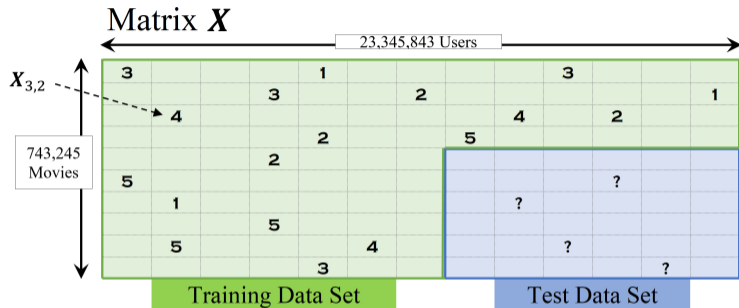 Matrix X
23,345,843 Users
X3,2
743,245
Movies
3 1 3
3 2 1
4 4 2
2 5
2
5 ?
1 ?
5
5 4 ?
3 ?
Training Data Set
Test Data Set